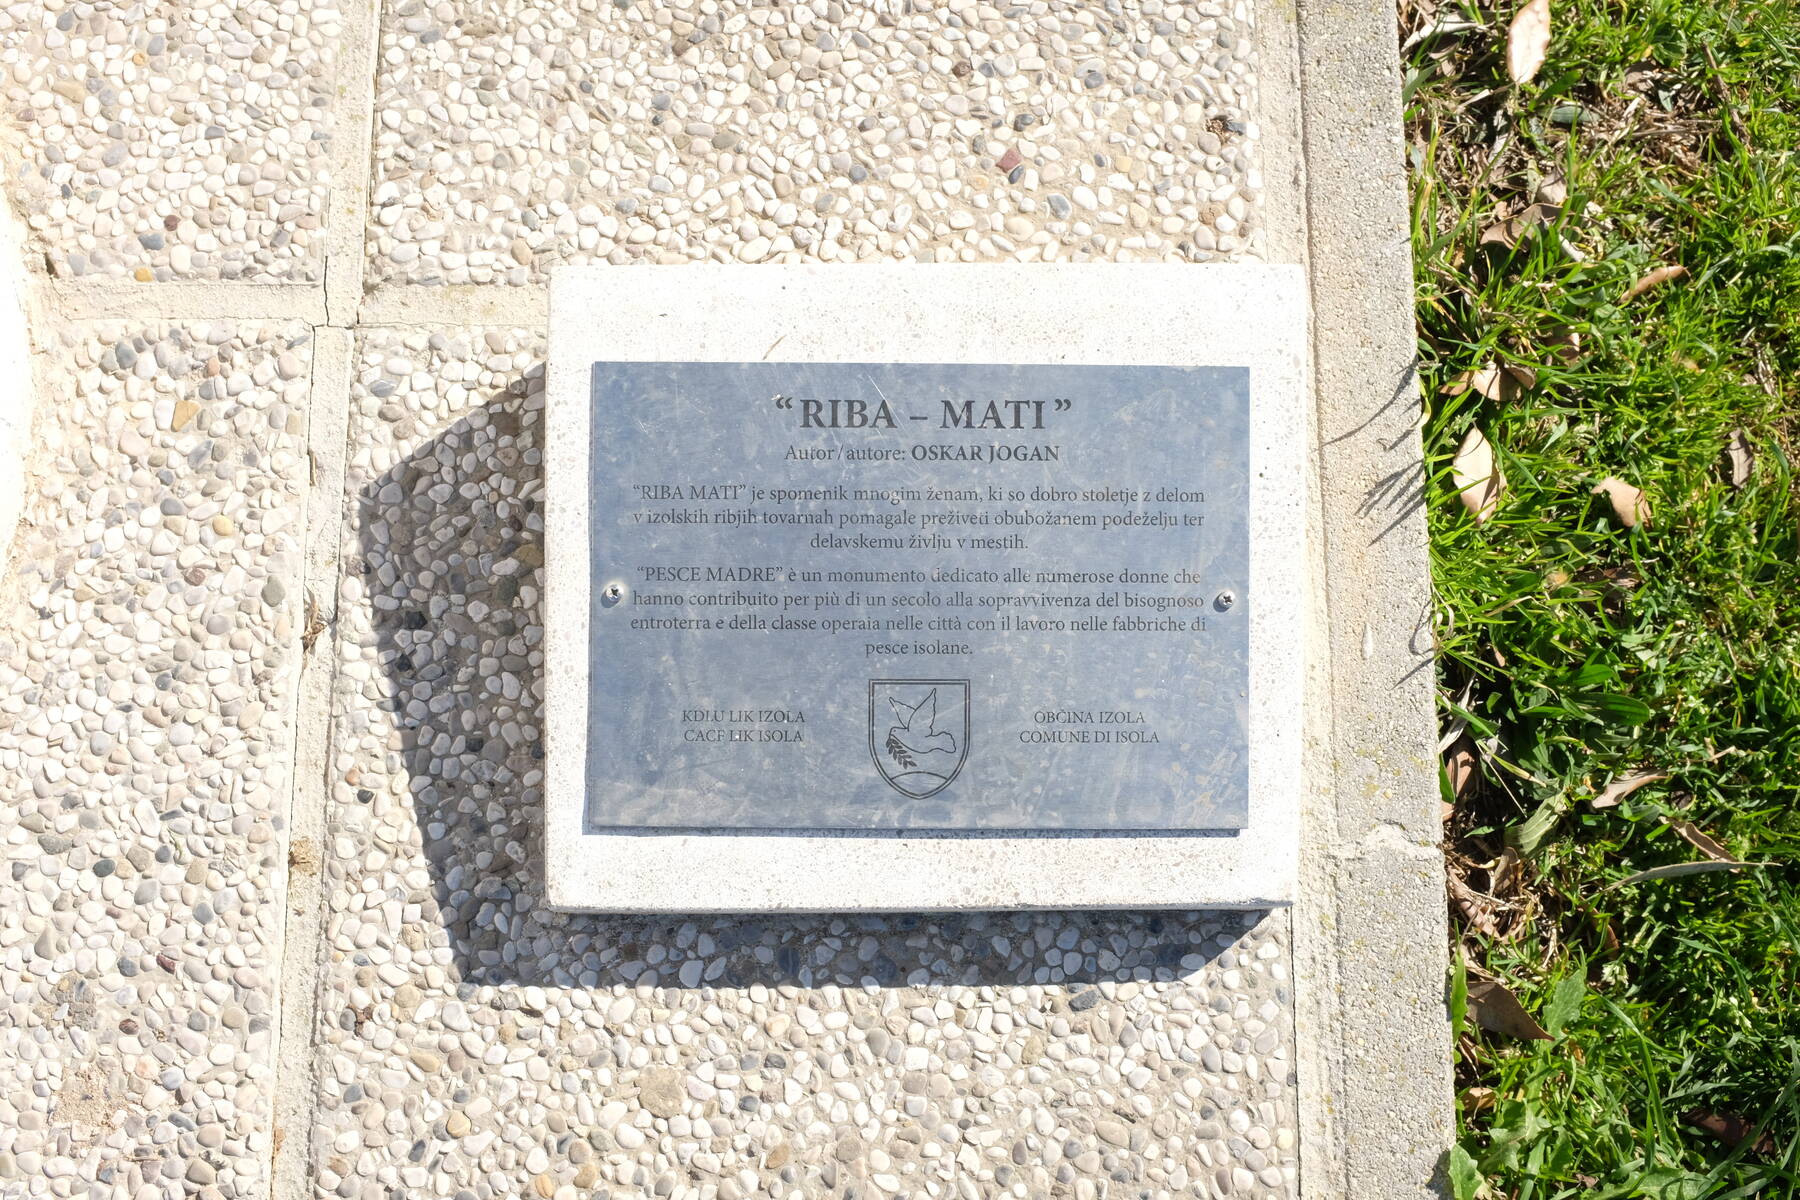 “RIBA – MATI”
Autor / autore: OSKAR JOGAN
“RIBA MATI” je spomenik mnogim ženam, ki so dobro stoletje z delom
v izolskih ribjih tovarnah pomagale preživeti obubožanem podeželju ter
delavskemu življu v mestih.
“PESCE MADRE” è un monumento dedicato alle numerose donne che
hanno contribuito per più di un secolo alla sopravvivenza del bisognoso
entroterra e della classe operaia nelle città con il lavoro nelle fabbriche di
pesce isolane.
KDLU LIK IZOLA
CACF LIK ISOLA
OBČINA IZOLA
COMUNE DI ISOLA